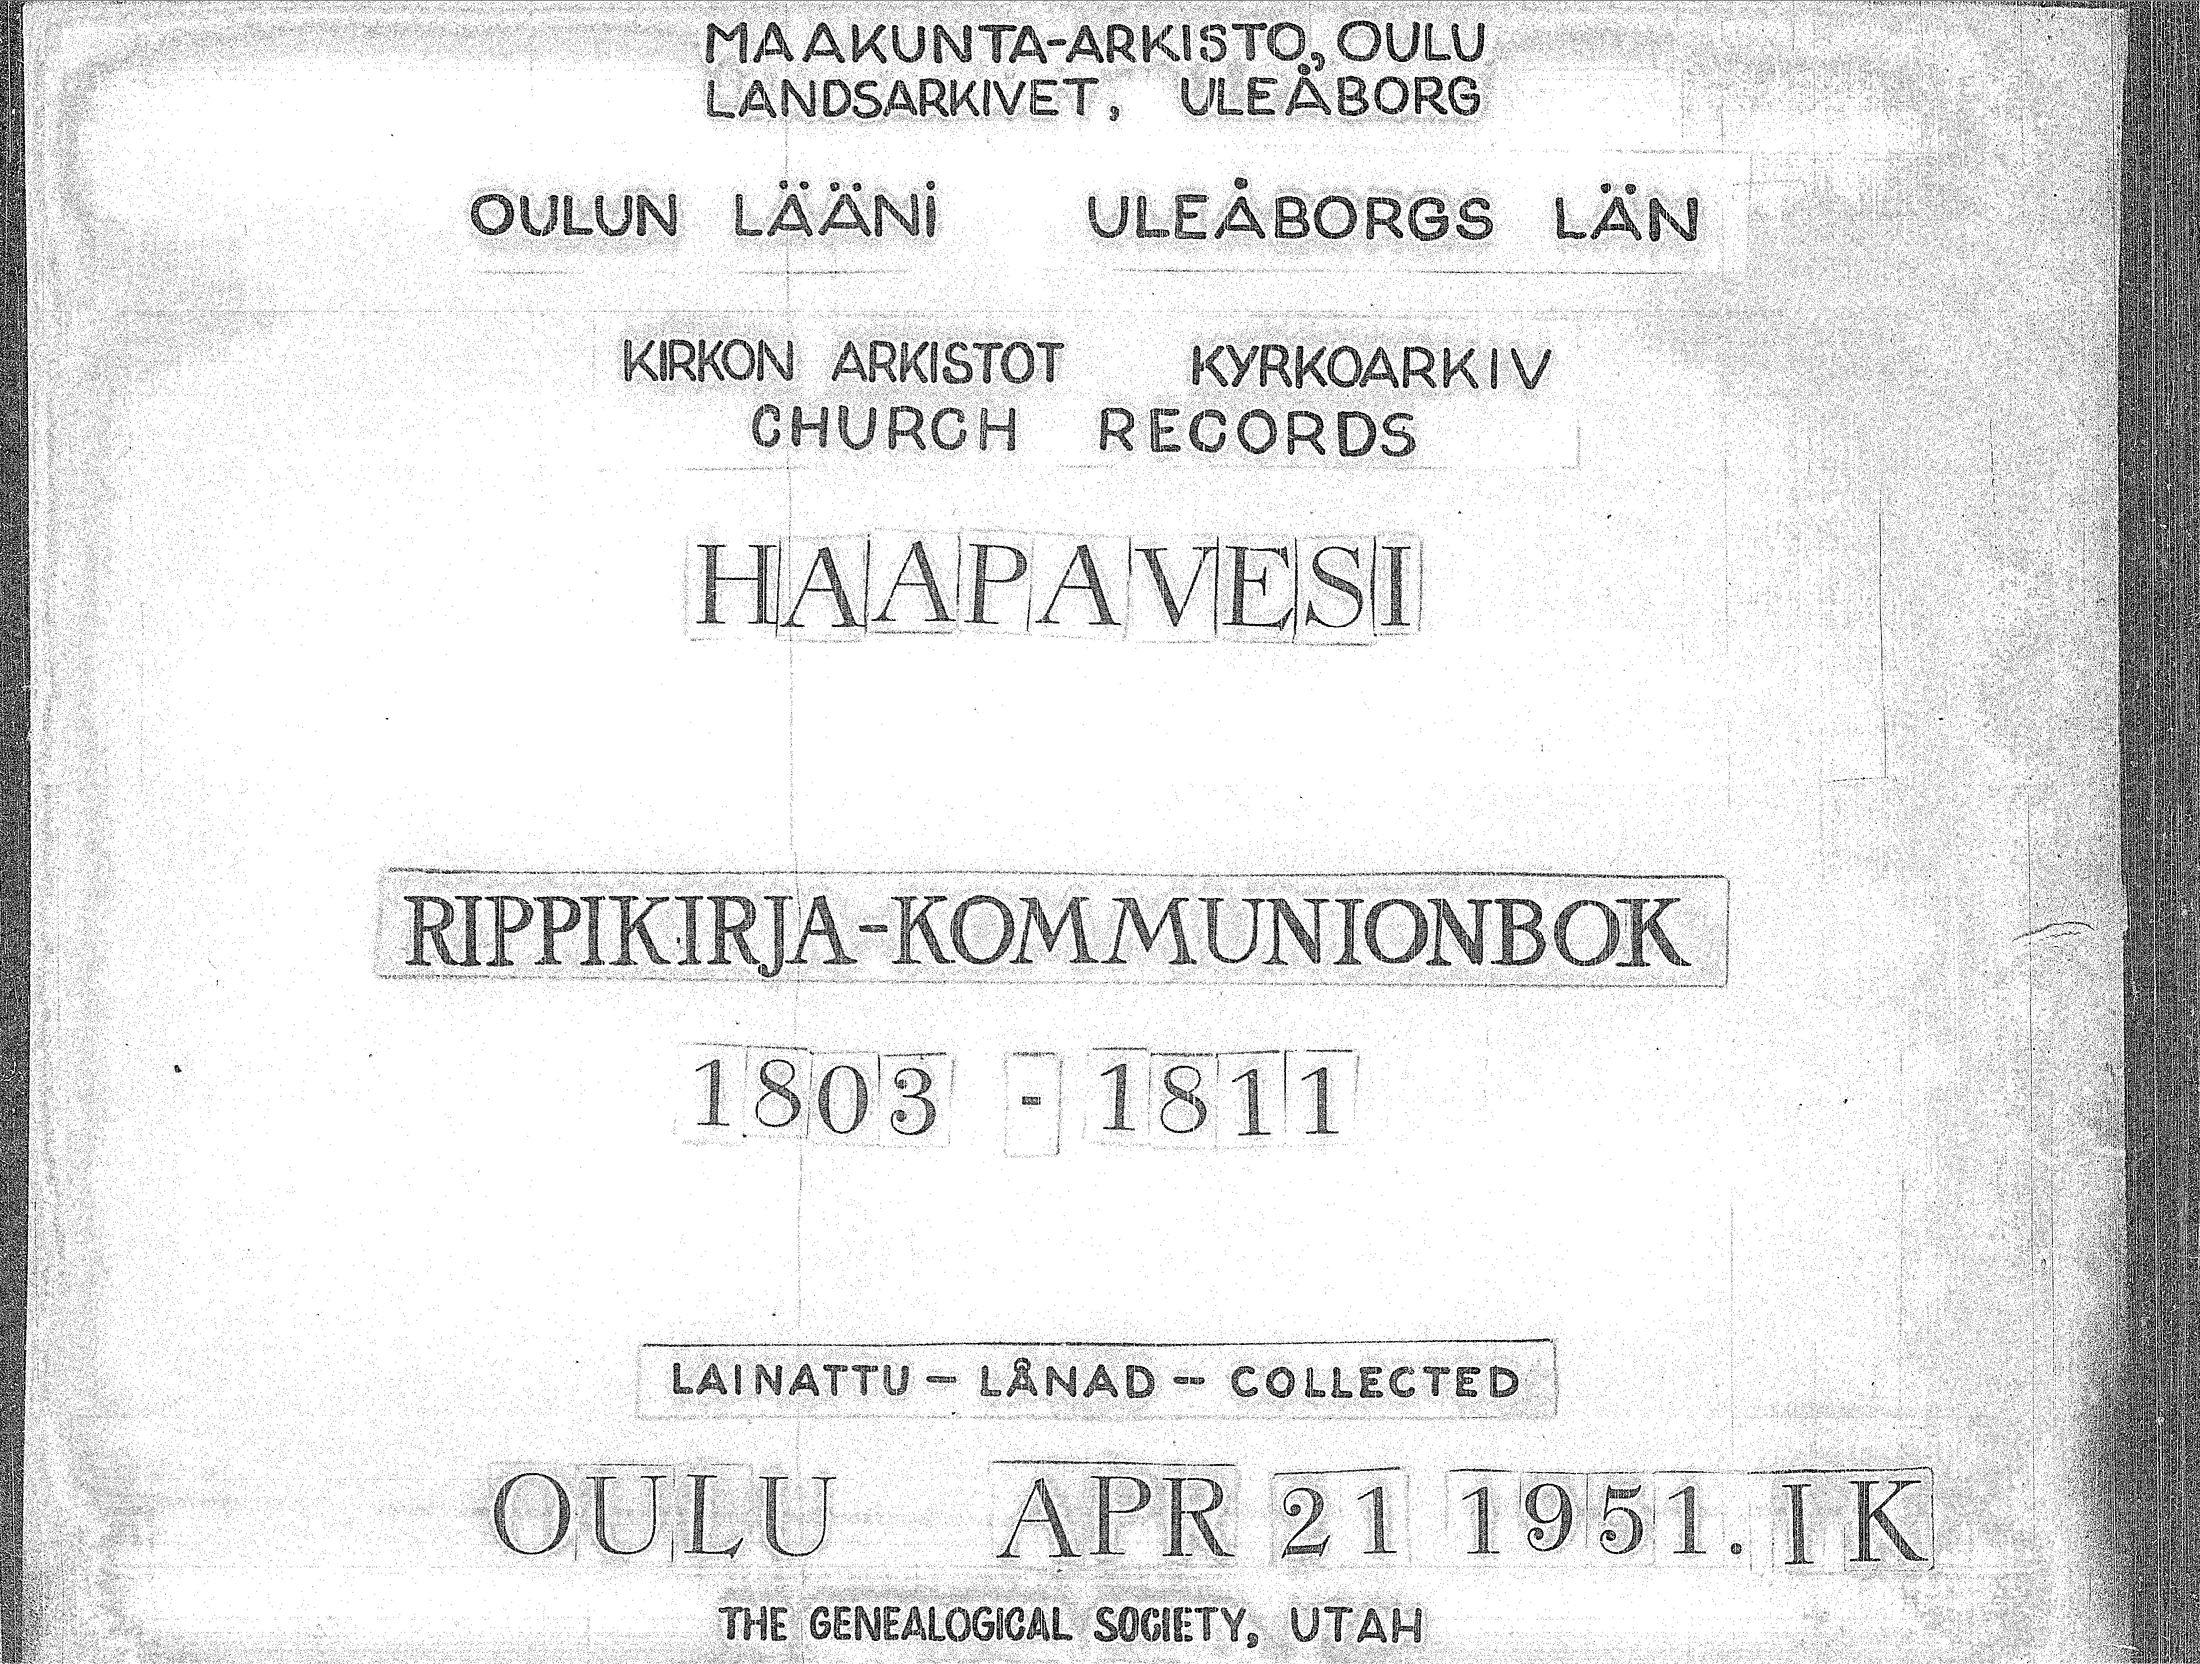 MAAKUNTA-ARKISTO, OULU
LANDSARKIVET, ULEÅBORG
OULUN LÄÄNI ULEÅBORGS LÄN
KIRKON ARKISTOT KYRKOARKIV
CHURCH RECORDS
HAAPAVESI
RIPPIKIRJA-KOMMUNIONBOK
1803 - 1811
LAINATTU - LÅNAD - COLLECTED
OULU APR 21 1951. IK
THE GENEALOGICAL SOCIETY, UTAH